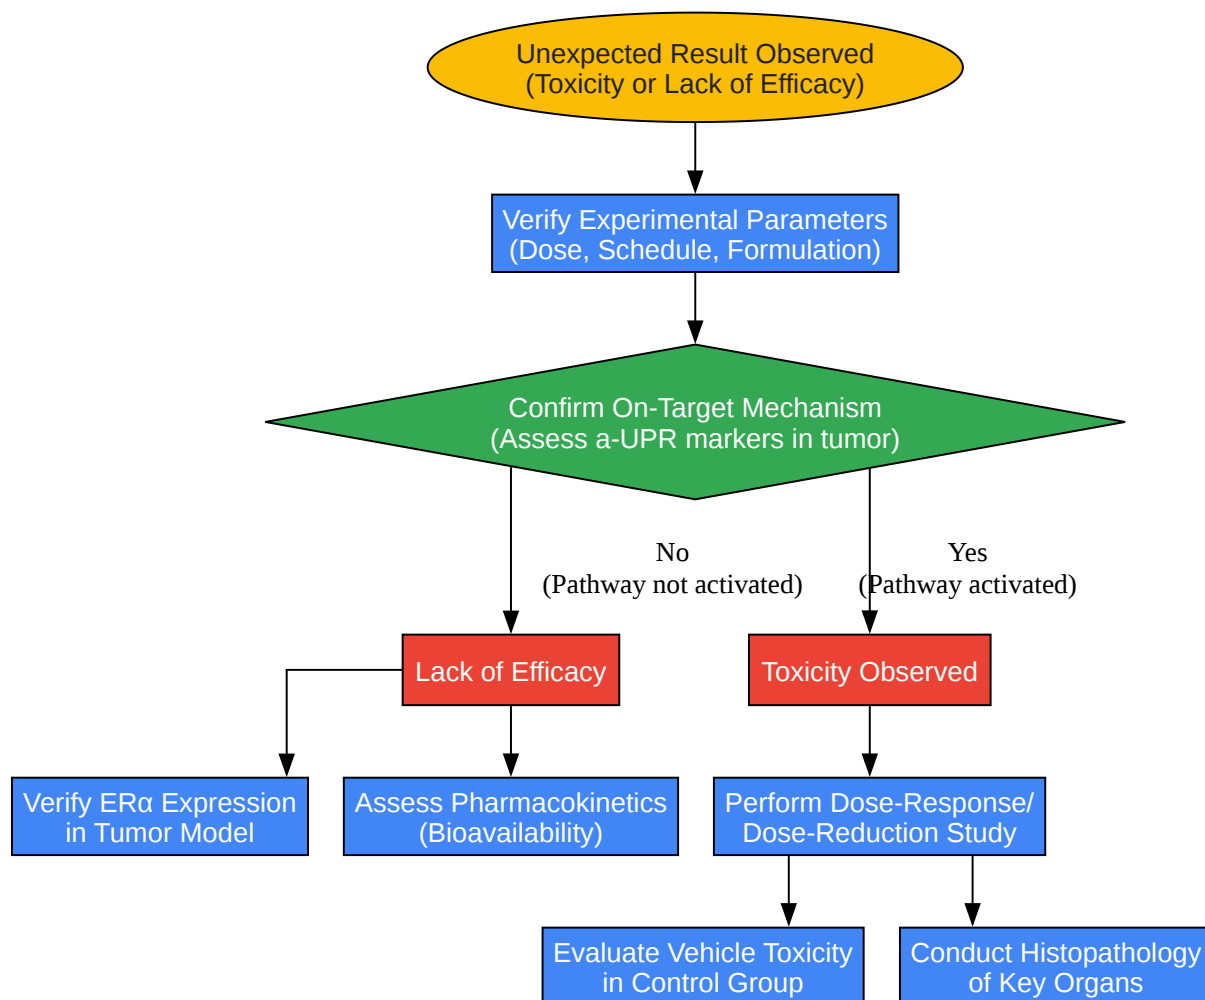 Unexpected Result Observed
(Toxicity or Lack of Efficacy)
Verify Experimental Parameters
(Dose, Schedule, Formulation)
Confirm On-Target Mechanism
(Assess a-UPR markers in tumor)
No
(Pathway not activated)
Yes
(Pathway activated)
Lack of Efficacy
Toxicity Observed
Verify ERα Expression
in Tumor Model
Assess Pharmacokinetics
(Bioavailability)
Perform Dose-Response/
Dose-Reduction Study
Evaluate Vehicle Toxicity
in Control Group
Conduct Histopathology
of Key Organs